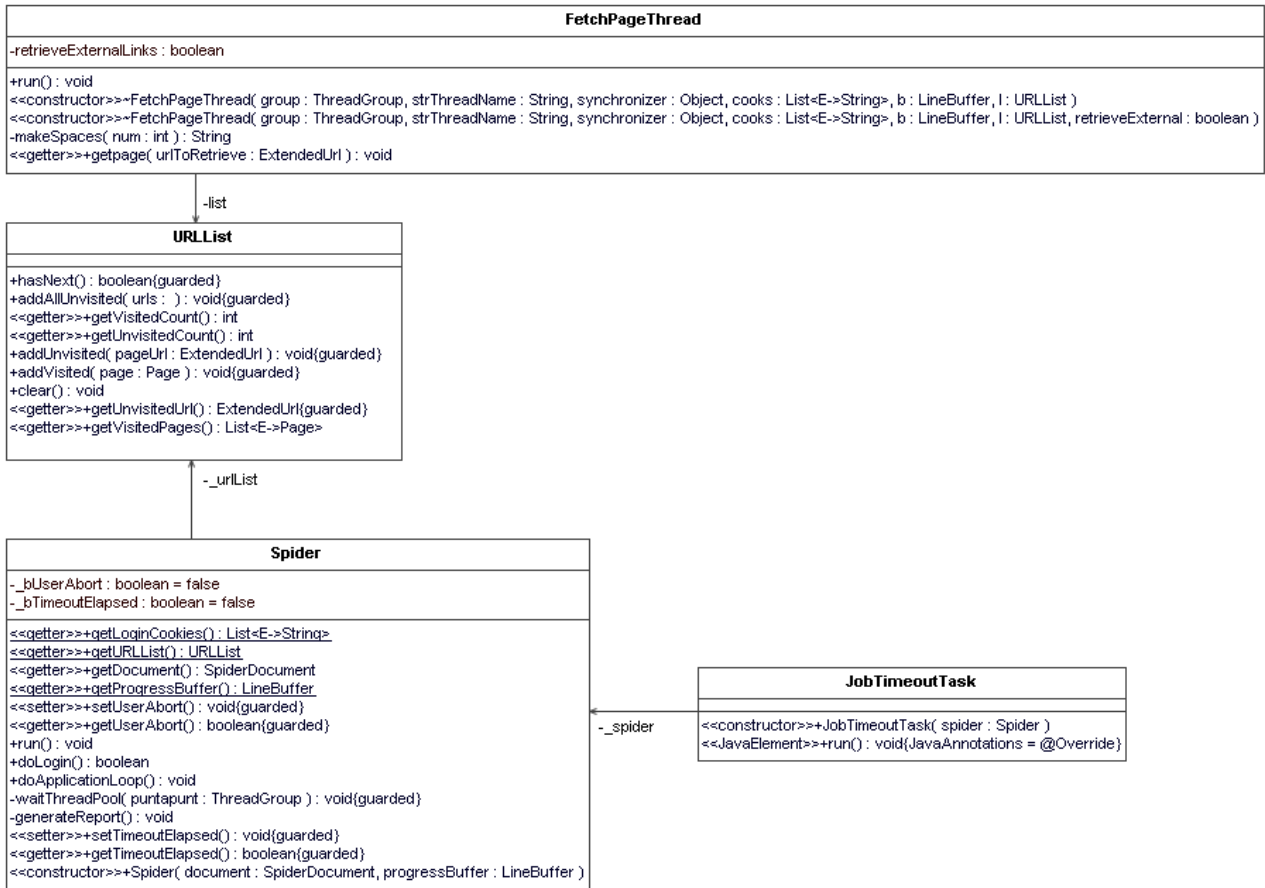 FetchPageThread
-retrieveExternalLinks : boolean
+run() : void
<<constructor>>~FetchPageThread( group : ThreadGroup, strThreadName : String, synchronizer : Object, cooks : List<E->String>, b : LineBuffer, l : URLList )
<<constructor>>~FetchPageThread( group : ThreadGroup, strThreadName : String, synchronizer : Object, cooks : List<E->String>, b : LineBuffer, l : URLList, retrieveExternal : boolean )
-makeSpaces( num : int ) : String
<<getter>>+getpage( urlToRetrieve : ExtendedUrl ) : void
-list
URLList
+hasNext() : boolean{guarded}
+addAllUnvisited( urls :  ) : void{guarded}
<<getter>>+getVisitedCount() : int
<<getter>>+getUnvisitedCount() : int
+addUnvisited( pageUrl : ExtendedUrl ) : void{guarded}
+addVisited( page : Page ) : void{guarded}
+clear() : void
<<getter>>+getUnvisitedUrl() : ExtendedUrl{guarded}
<<getter>>+getVisitedPages() : List<E->Page>
-_urlList
Spider
-_bUserAbort : boolean = false
-_bTimeoutElapsed : boolean = false
<<getter>>+getLoginCookies() : List<E->String>
<<getter>>+getURLList() : URLList
<<getter>>+getDocument() : SpiderDocument
<<getter>>+getProgressBuffer() : LineBuffer
<<setter>>+setUserAbort() : void{guarded}
<<getter>>+getUserAbort() : boolean{guarded}
+run() : void
+doLogin() : boolean
+doApplicationLoop() : void
-waitThreadPool( puntapunt : ThreadGroup ) : void{guarded}
-generateReport() : void
<<setter>>+setTimeoutElapsed() : void{guarded}
<<getter>>+getTimeoutElapsed() : boolean{guarded}
<<constructor>>+Spider( document : SpiderDocument, progressBuffer : LineBuffer )
-_spider
JobTimeoutTask
<<constructor>>+JobTimeoutTask( spider : Spider )
<<JavaElement>>+run() : void{JavaAnnotations = @Override}